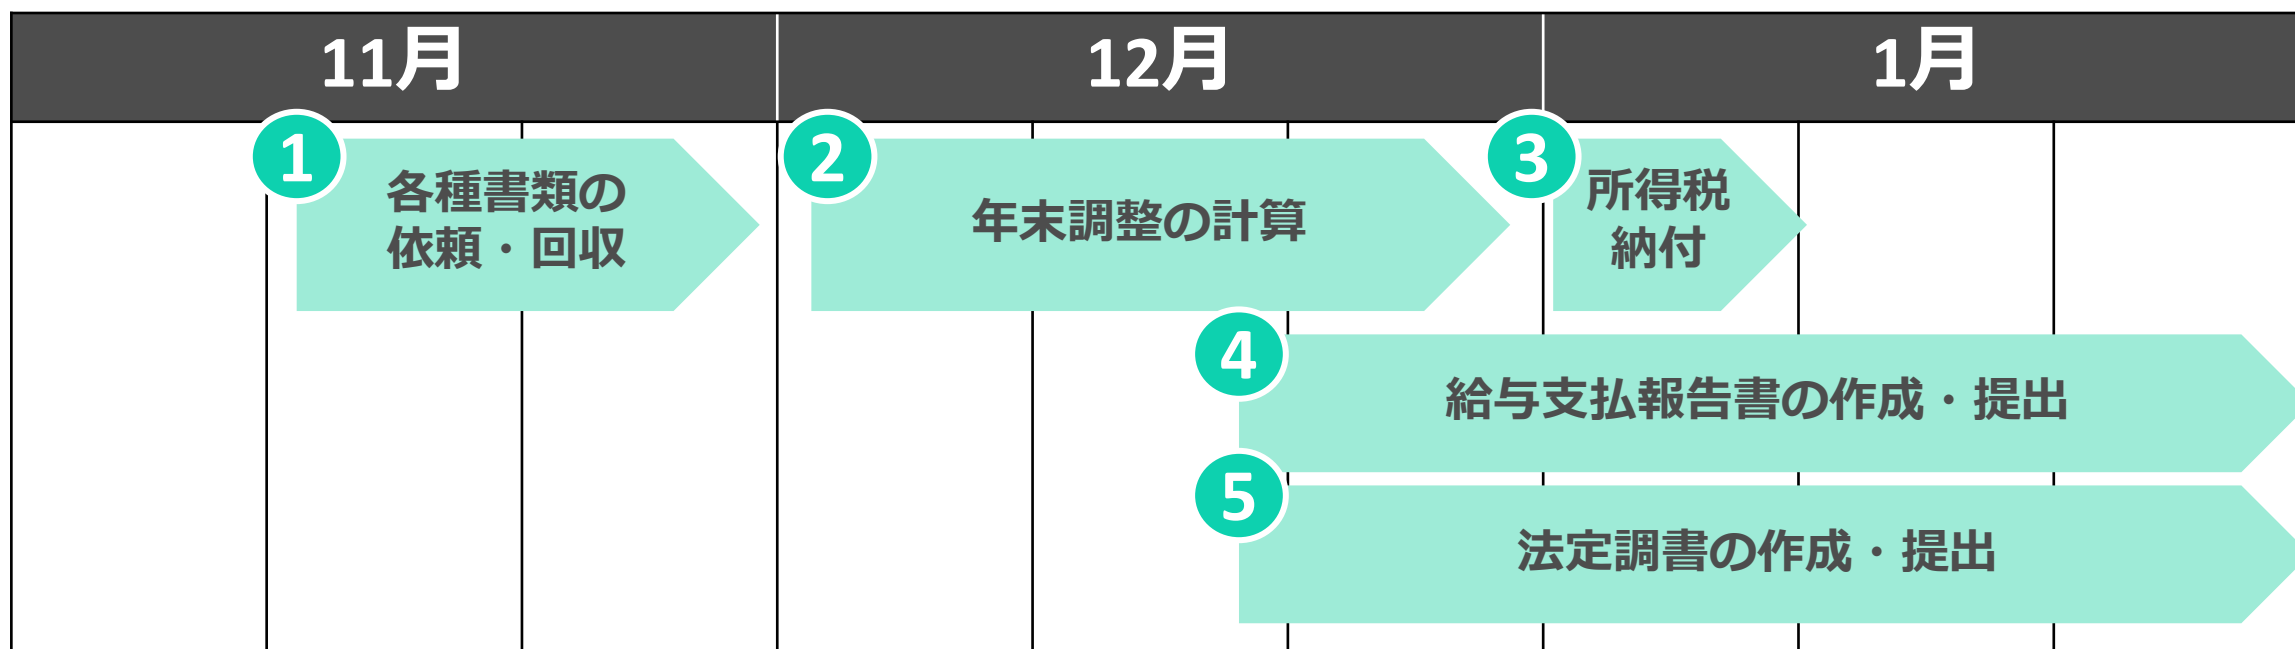 11月
12月
1月
1
各種書類の
依頼・回収
2
年末調整の計算
3
所得税
納付
4
給与支払報告書の作成・提出
5
法定調書の作成・提出